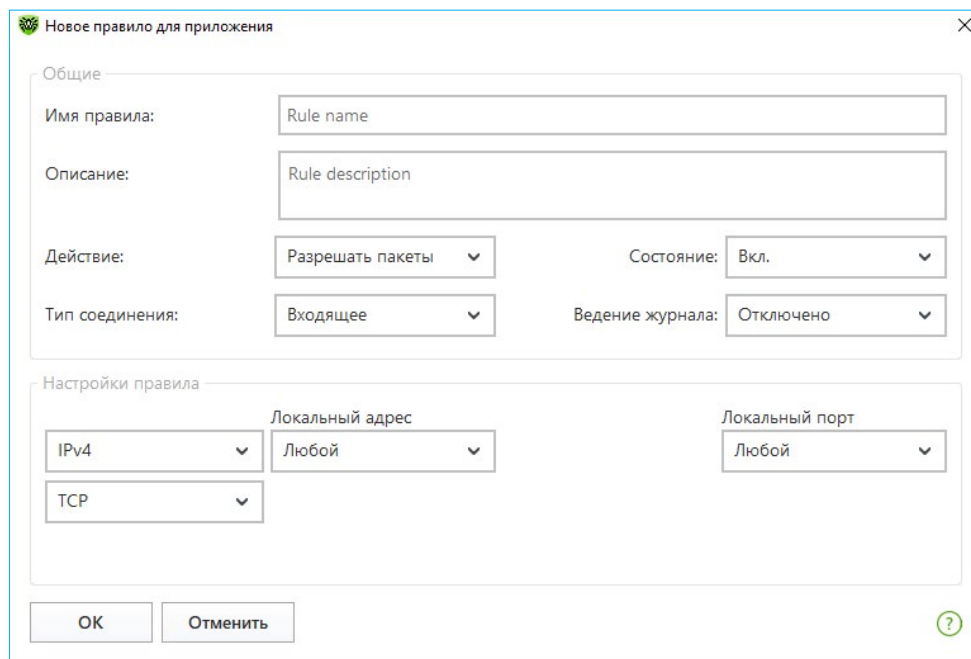 Новое правило для приложения
Общие
Имя правила: Rule name
Описание: Rule description
Действие: Разрешать пакеты Состояние: Вкл.
Тип соединения: Входящее Ведение журнала: Отключено
Настройки правила
Локальный адрес Локальный порт
IPv4 Любой Любой
TCP
ОК Отменить ?